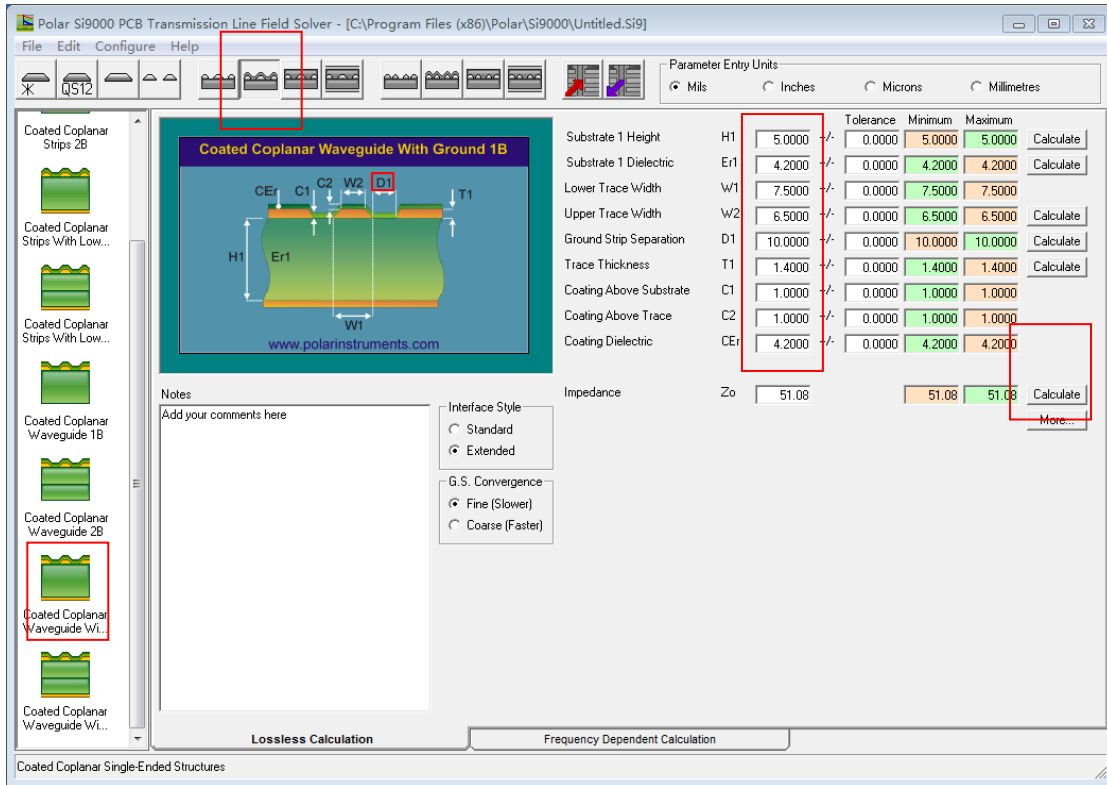 Polar Si9000 PCB Transmission Line Field Solver - [C:\Program Files (x86)\Polar\Si9000\Untitled.Si9]
File Edit Configure Help
QS12
Parameter Entry Units
Mils Inches Microns Millimetres
Coated Coplanar
Strips 2B
Coated Coplanar
Strips With Low...
Coated Coplanar
Strips With Low...
Coated Coplanar
Waveguide 1B
Coated Coplanar
Waveguide 2B
Coated Coplanar
Waveguide Wi...
Coated Coplanar
Waveguide Wi...
Coated Coplanar Waveguide With Ground 1B
CEr C1 C2 W2 D1 T1
H1 Er1
W1
www.polarinstruments.com
Tolerance Minimum Maximum
Substrate 1 Height H1 5.0000 +/- 0.0000 5.0000 5.0000 Calculate
Substrate 1 Dielectric Er1 4.2000 +/- 0.0000 4.2000 4.2000 Calculate
Lower Trace Width W1 7.5000 +/- 0.0000 7.5000 7.5000
Upper Trace Width W2 6.5000 +/- 0.0000 6.5000 6.5000 Calculate
Ground Strip Separation D1 10.0000 +/- 0.0000 10.0000 10.0000 Calculate
Trace Thickness T1 1.4000 +/- 0.0000 1.4000 1.4000 Calculate
Coating Above Substrate C1 1.0000 +/- 0.0000 1.0000 1.0000
Coating Above Trace C2 1.0000 +/- 0.0000 1.0000 1.0000
Coating Dielectric CEr 4.2000 +/- 0.0000 4.2000 4.2000
Impedance Zo 51.08 51.08 51.08 Calculate
More...
Notes
Add your comments here
Interface Style
Standard
Extended
G.S. Convergence
Fine (Slower)
Coarse (Faster)
Lossless Calculation Frequency Dependent Calculation
Coated Coplanar Single-Ended Structures